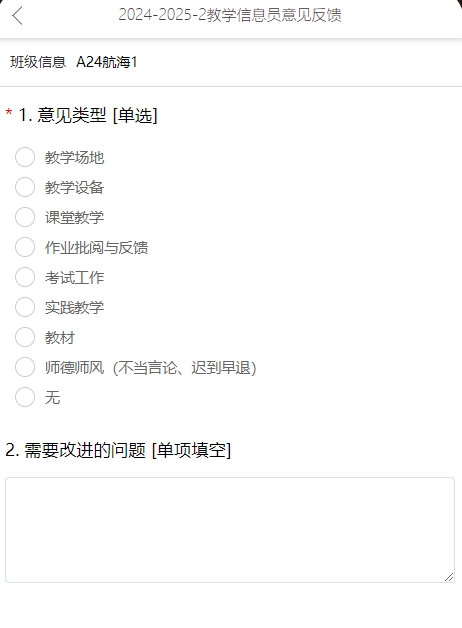 2024-2025-2教学信息员意见反馈
班级信息 A24航海1
* 1. 意见类型 [单选]
教学场地
教学设备
课堂教学
作业批阅与反馈
考试工作
实践教学
教材
师德师风（不当言论、迟到早退）
无
2. 需要改进的问题 [单项填空]